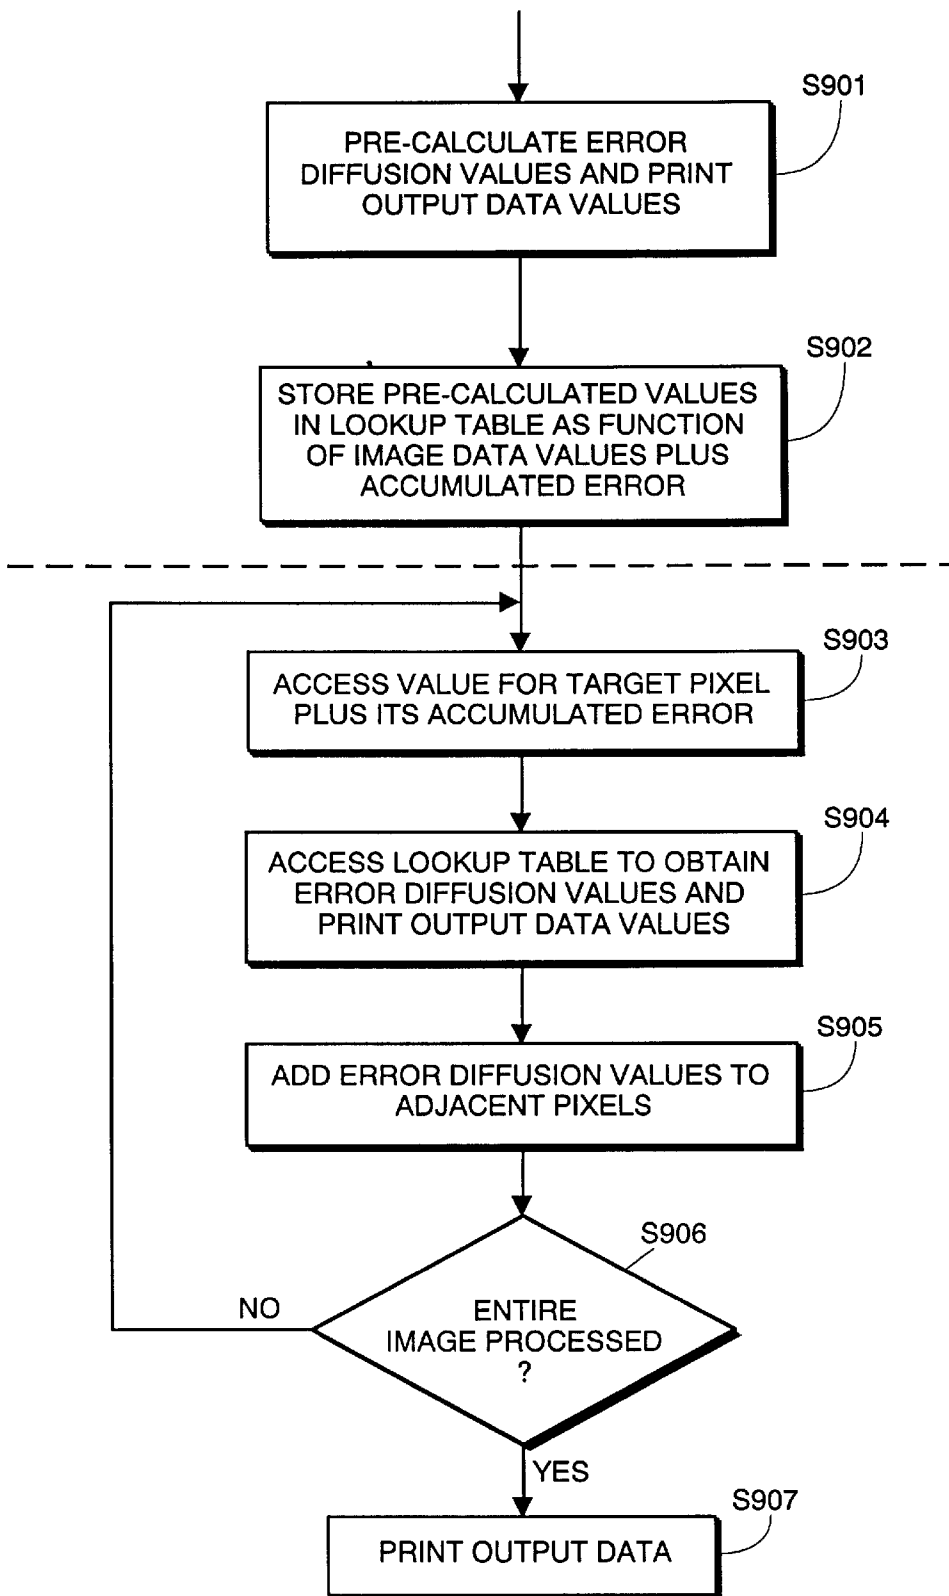 S901
PRE-CALCULATE ERROR
DIFFUSION VALUES AND PRINT
OUTPUT DATA VALUES
S902
STORE PRE-CALCULATED VALUES
IN LOOKUP TABLE AS FUNCTION
OF IMAGE DATA VALUES PLUS
ACCUMULATED ERROR
S903
ACCESS VALUE FOR TARGET PIXEL
PLUS ITS ACCUMULATED ERROR
S904
ACCESS LOOKUP TABLE TO OBTAIN
ERROR DIFFUSION VALUES AND
PRINT OUTPUT DATA VALUES
S905
ADD ERROR DIFFUSION VALUES TO
ADJACENT PIXELS
S906
NO
ENTIRE
IMAGE PROCESSED
?
YES
S907
PRINT OUTPUT DATA